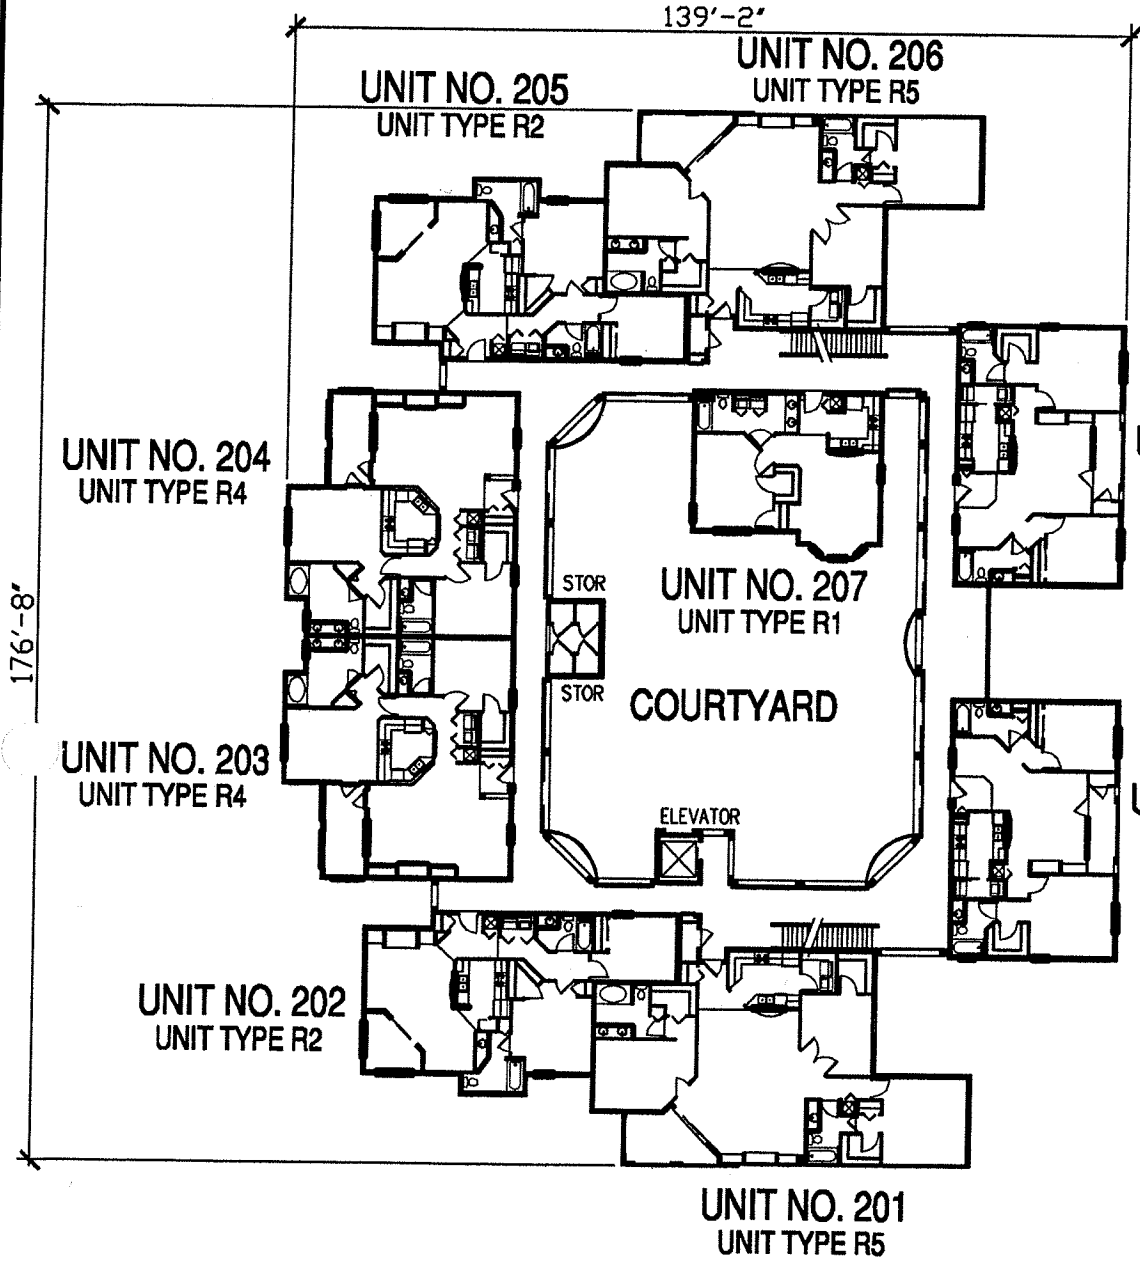 139'-2"
UNIT NO. 206
UNIT TYPE R5
UNIT NO. 205
UNIT TYPE R2
UNIT NO. 204
UNIT TYPE R4
176'-8"
STOR
UNIT NO. 207
UNIT TYPE R1
STOR
COURTYARD
UNIT NO. 203
UNIT TYPE R4
ELEVATOR
UNIT NO. 202
UNIT TYPE R2
UNIT NO. 201
UNIT TYPE R5